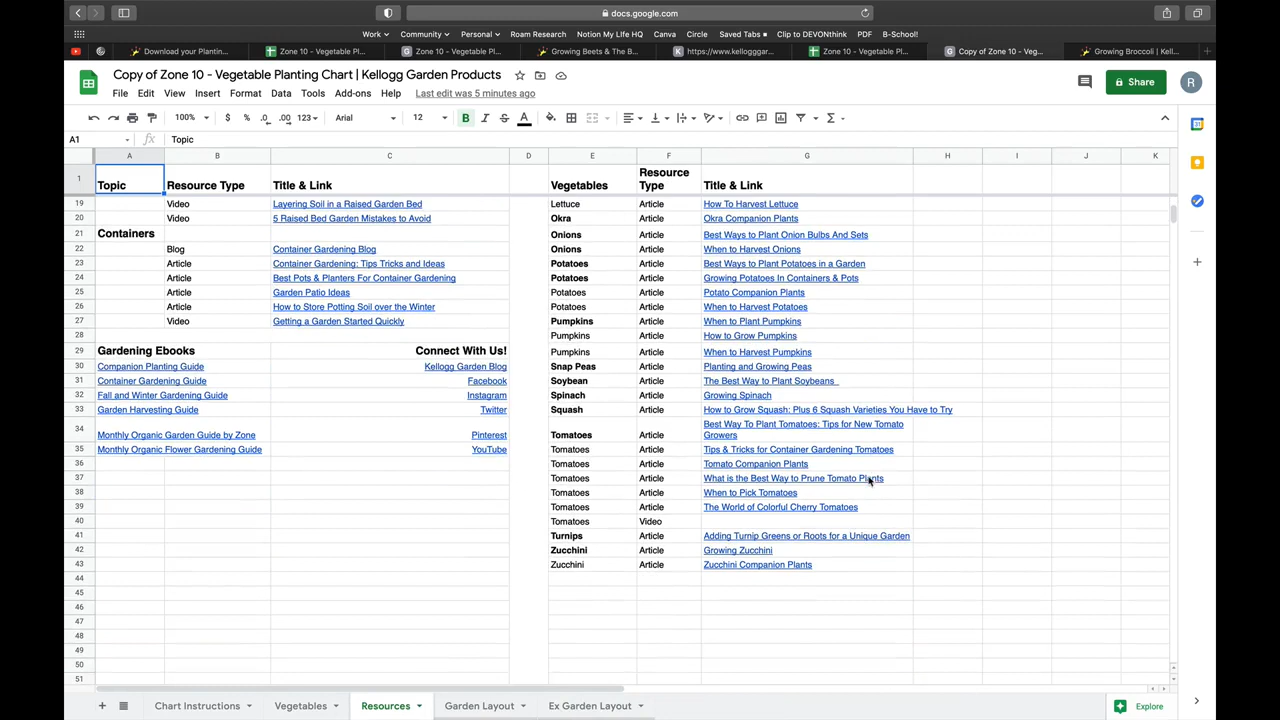 docs.google.com
Work Community Personal Roam Research Notion My Life HQ Canva Circle Saved Tabs Clip to DEVONthink PDF B-School!
Download your Plantin... Zone 10 - Vegetable Pl... Zone 10 - Vegetable Pl... Growing Beets & The B... https://www.kellogggar... Zone 10 - Vegetable Pl... Copy of Zone 10 - Veg... Growing Broccoli | Kell...
Copy of Zone 10 - Vegetable Planting Chart | Kellogg Garden Products
File Edit View Insert Format Data Tools Add-ons Help Last edit was 5 minutes ago
Share R
100% $ % .0 .00 123 Arial 12 B I S A
A1 fx Topic
A B C D E F G H I J K
1 Topic Resource Type Title & Link Vegetables Resource Type Title & Link
19 Video Layering Soil in a Raised Garden Bed Lettuce Article How To Harvest Lettuce
20 Video 5 Raised Bed Garden Mistakes to Avoid Okra Article Okra Companion Plants
21 Containers Onions Article Best Ways to Plant Onion Bulbs And Sets
22 Blog Container Gardening Blog Onions Article When to Harvest Onions
23 Article Container Gardening: Tips Tricks and Ideas Potatoes Article Best Ways to Plant Potatoes in a Garden
24 Article Best Pots & Planters For Container Gardening Potatoes Article Growing Potatoes In Containers & Pots
25 Article Garden Patio Ideas Potatoes Article Potato Companion Plants
26 Article How to Store Potting Soil over the Winter Potatoes Article When to Harvest Potatoes
27 Video Getting a Garden Started Quickly Pumpkins Article When to Plant Pumpkins
28 Pumpkins Article How to Grow Pumpkins
29 Gardening Ebooks Connect With Us! Pumpkins Article When to Harvest Pumpkins
30 Companion Planting Guide Kellogg Garden Blog Snap Peas Article Planting and Growing Peas
31 Container Gardening Guide Facebook Soybean Article The Best Way to Plant Soybeans
32 Fall and Winter Gardening Guide Instagram Spinach Article Growing Spinach
33 Garden Harvesting Guide Twitter Squash Article How to Grow Squash: Plus 6 Squash Varieties You Have to Try
34 Monthly Organic Garden Guide by Zone Pinterest Tomatoes Article Best Way To Plant Tomatoes: Tips for New Tomato Growers
35 Monthly Organic Flower Gardening Guide YouTube Tomatoes Article Tips & Tricks for Container Gardening Tomatoes
36 Tomatoes Article Tomato Companion Plants
37 Tomatoes Article What is the Best Way to Prune Tomato Plants
38 Tomatoes Article When to Pick Tomatoes
39 Tomatoes Article The World of Colorful Cherry Tomatoes
40 Tomatoes Video
41 Turnips Article Adding Turnip Greens or Roots for a Unique Garden
42 Zucchini Article Growing Zucchini
43 Zucchini Article Zucchini Companion Plants
44
45
46
47
48
49
50
51
Chart Instructions Vegetables Resources Garden Layout Ex Garden Layout Explore